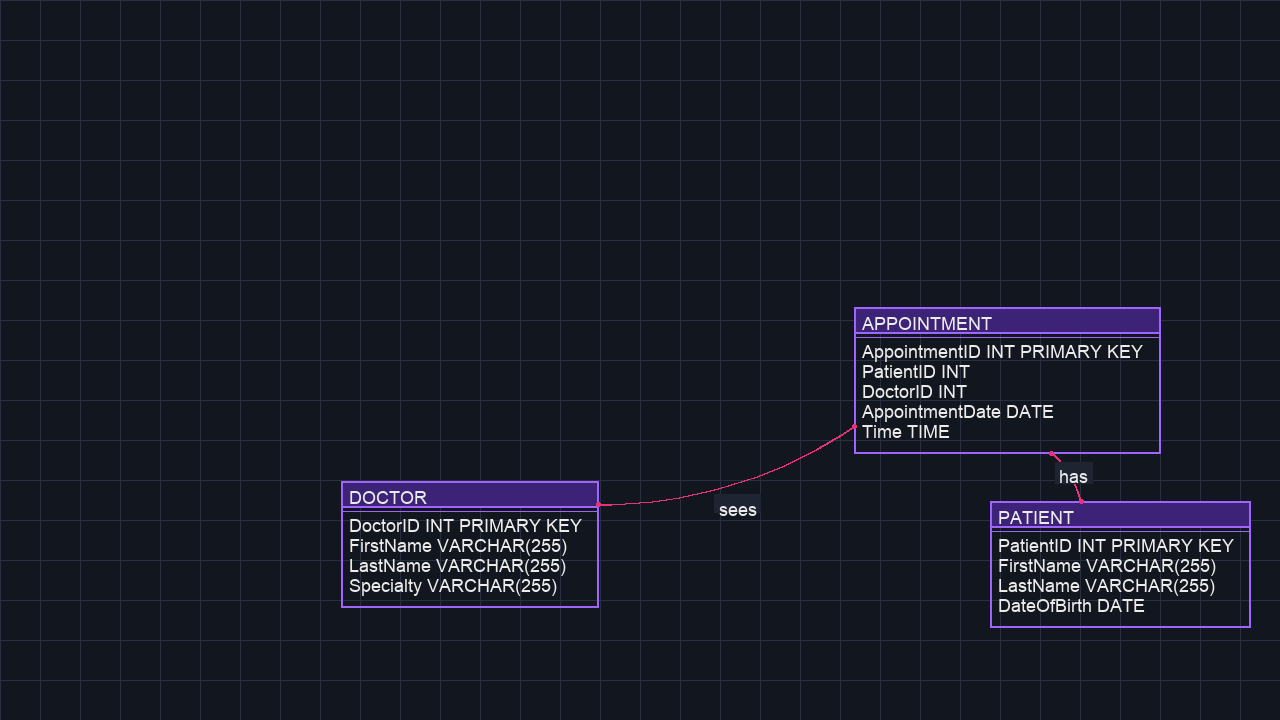 APPOINTMENT
AppointmentID INT PRIMARY KEY
PatientID INT
DoctorID INT
AppointmentDate DATE
Time TIME
has
sees
DOCTOR
DoctorID INT PRIMARY KEY
FirstName VARCHAR(255)
LastName VARCHAR(255)
Specialty VARCHAR(255)
PATIENT
PatientID INT PRIMARY KEY
FirstName VARCHAR(255)
LastName VARCHAR(255)
DateOfBirth DATE